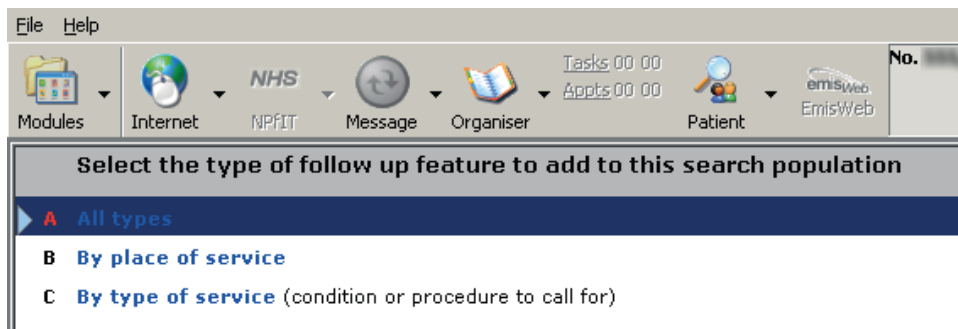 File Help
Tasks 00 00
Appts 00 00
No.
NHS
emisWeb
Modules Internet NPfIT Message Organiser Patient EmisWeb
Select the type of follow up feature to add to this search population
A All types
B By place of service
C By type of service (condition or procedure to call for)